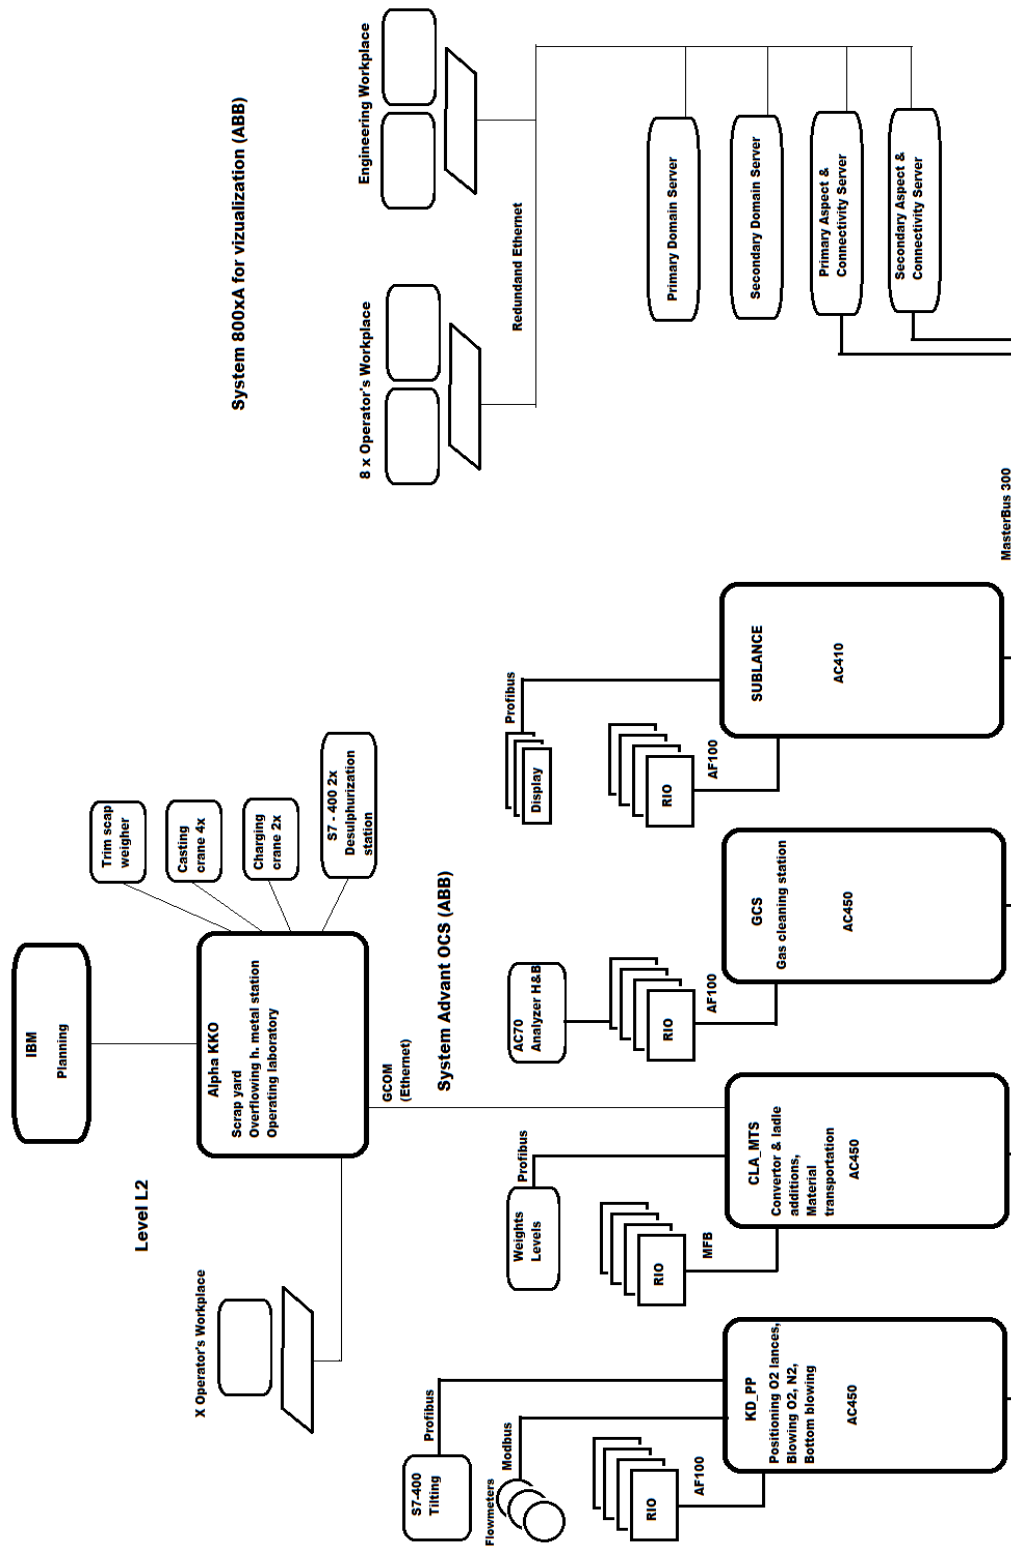 Level L2
IBM
Planning
X Operator's Workplace
Alpha KKO
Scrap yard
Overflowing h. metal station
Operating laboratory
Trim scap
weigher
Casting
crane 4x
Charging
crane 2x
S7 - 400 2x
Desulphurization
station
GCOM
(Ethernet)
System Advant OCS (ABB)
System 800xA for vizualization (ABB)
8 x Operator's Workplace
Engineering Workplace
Redundand Ethernet
Primary Domain Server
Secondary Domain Server
Primary Aspect &
Connectivity Server
Secondary Aspect &
Connectivity Server
S7-400
Tilting
Profibus
Flowmeters
Modbus
RIO
AF100
KD_PP
Positioning O2 lances,
Blowing O2, N2,
Bottom blowing
AC450
Weights
Levels
Profibus
RIO
MFB
CLA_MTS
Convertor & ladle
additions,
Material
transportation
AC450
AC70
Analyzer H&B
RIO
AF100
GCS
Gas cleaning station
AC450
Display
Profibus
RIO
AF100
SUBLANCE
AC410
MasterBus 300